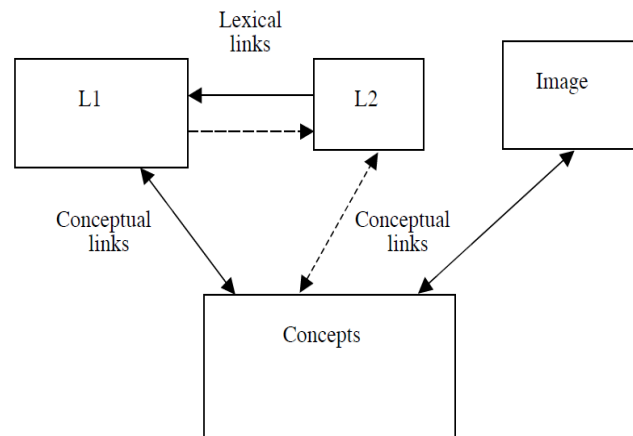 Lexical
links
L1
L2
Image
Conceptual
links
Conceptual
links
Concepts